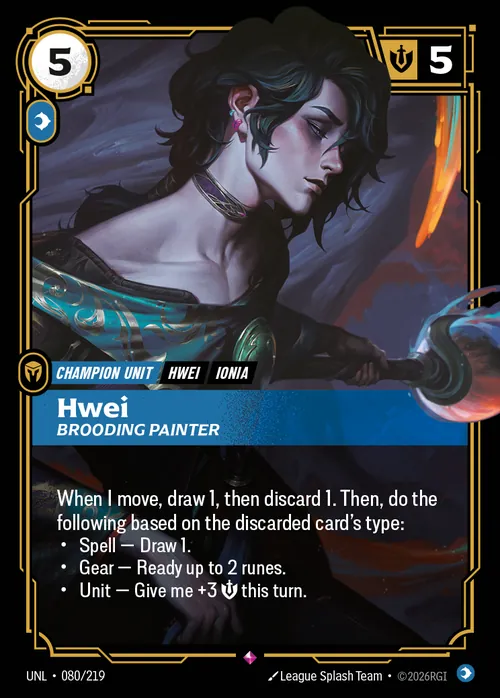 5
5
CHAMPION UNIT HWEI IONIA
Hwei
BROODING PAINTER
When I move, draw 1, then discard 1. Then, do the
following based on the discarded card's type:
• Spell — Draw 1.
• Gear — Ready up to 2 runes.
• Unit — Give me +3 this turn.
UNL • 080/219
League Splash Team • ©2026RGI